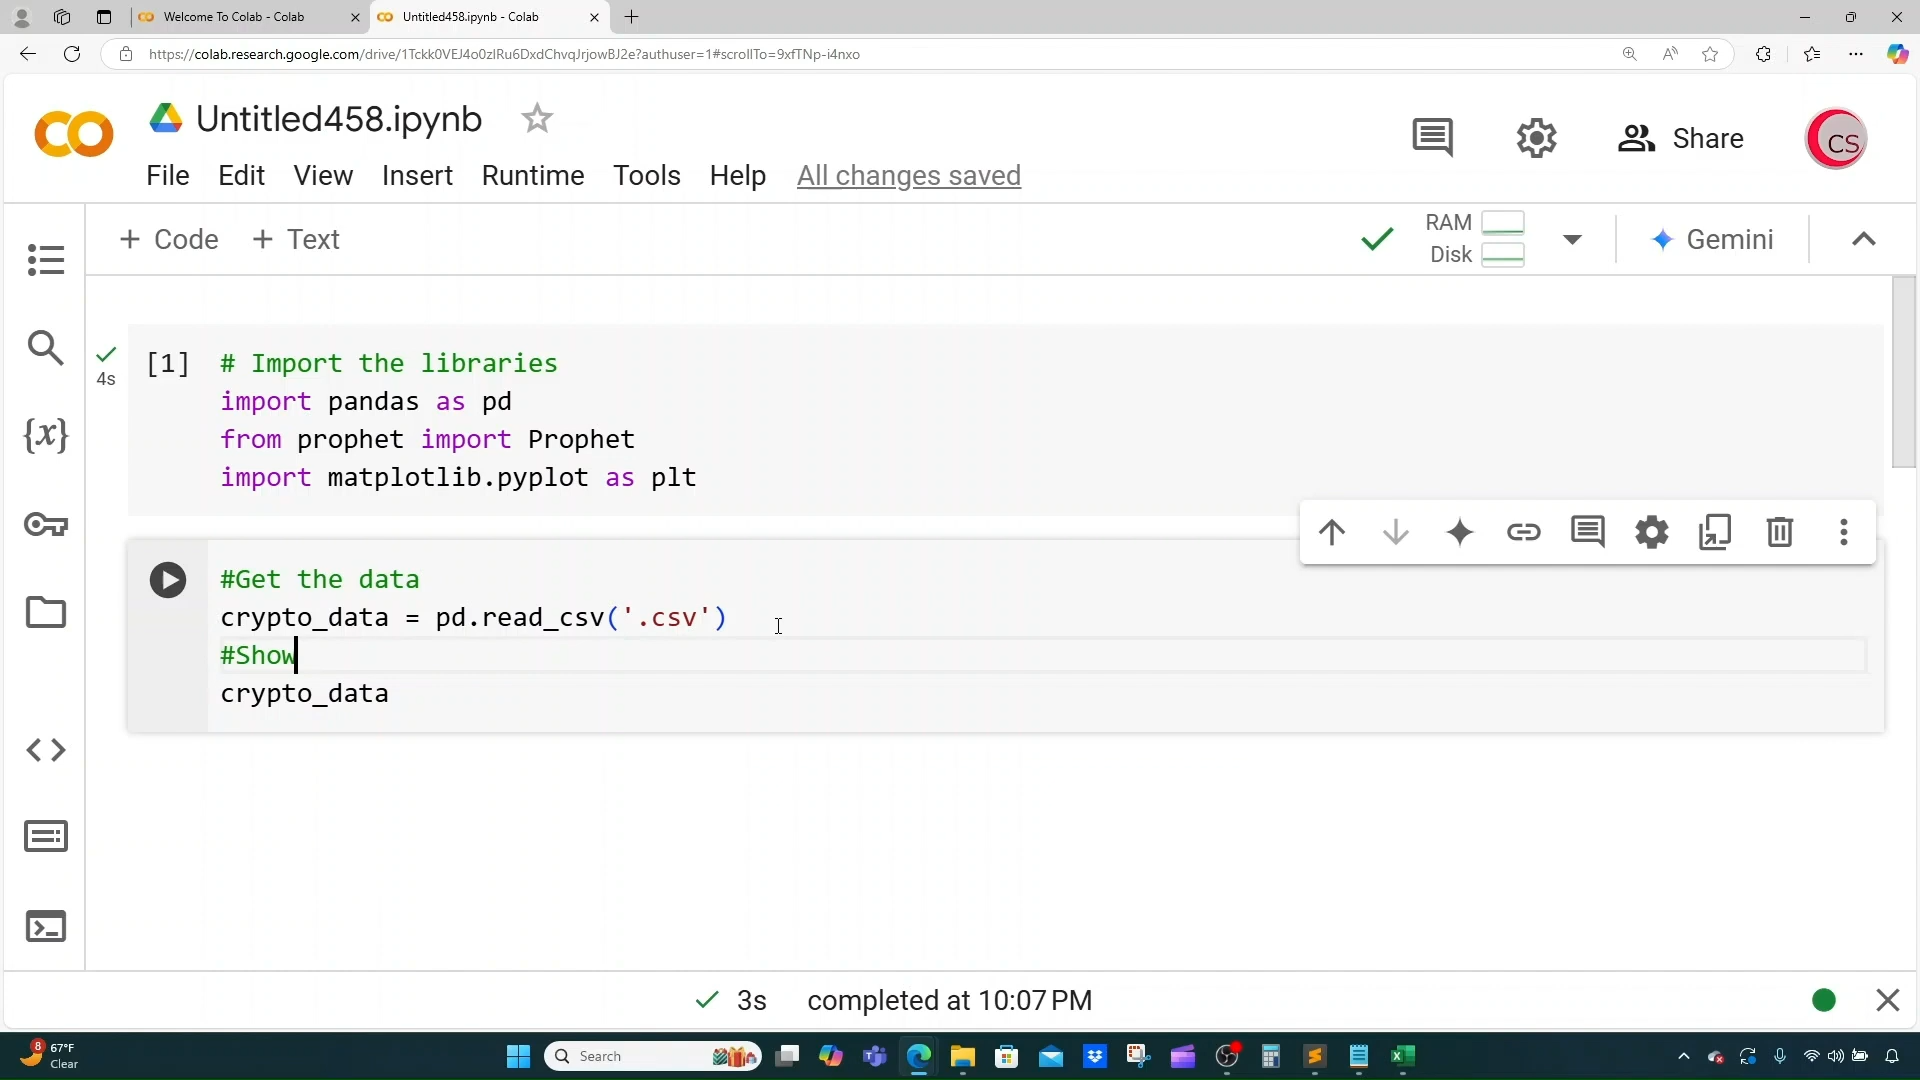 Welcome To Colab - Colab
Untitled458.ipynb - Colab
https://colab.research.google.com/drive/1Tckk0VEJ4o0zIRu6DxdChvqJrjowBJ2e?authuser=1#scrollTo=9xfTNp-i4nxo
Untitled458.ipynb
Share
CS
File Edit View Insert Runtime Tools Help All changes saved
+ Code + Text
RAM
Disk
Gemini
[1] # Import the libraries
4s
import pandas as pd
from prophet import Prophet
import matplotlib.pyplot as plt
#Get the data
crypto_data = pd.read_csv('.csv')
#Show
crypto_data
3s completed at 10:07 PM
8
67°F
Clear
Search